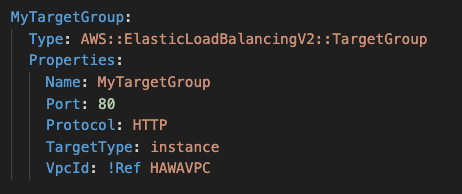 MyTargetGroup:
  Type: AWS::ElasticLoadBalancingV2::TargetGroup
  Properties:
    Name: MyTargetGroup
    Port: 80
    Protocol: HTTP
    TargetType: instance
    VpcId: !Ref HAWAVPC